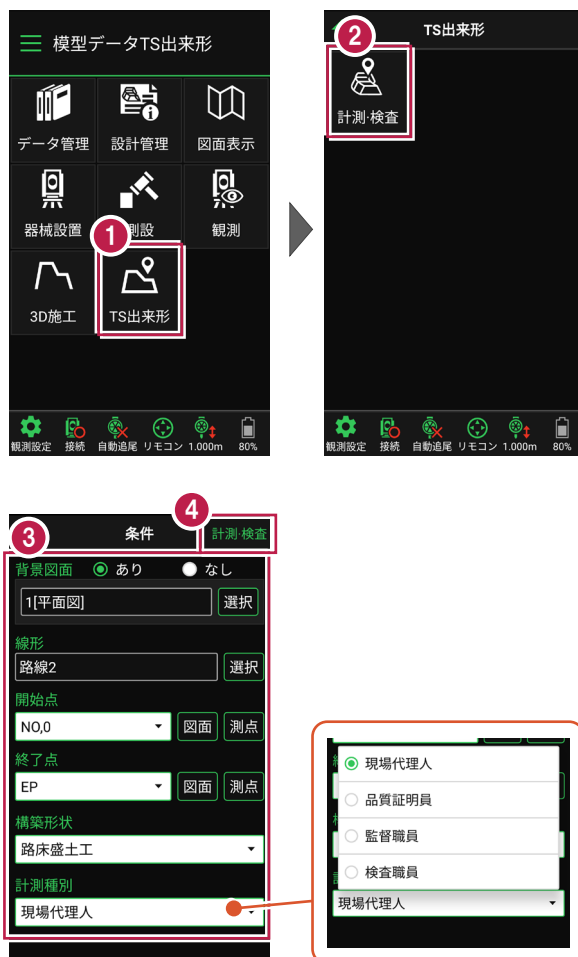 模型データTS出来形
データ管理 設計管理 図面表示
器械設置 測設 観測
1
3D施工 TS出来形
観測設定 接続 自動追尾 リモコン 1.000m 80%
2
TS出来形
計測・検査
観測設定 接続 自動追尾 リモコン 1.000m 80%
3 条件 4 計測・検査
背景図面 あり なし
1[平面図] 選択
線形
路線2 選択
開始点
NO,0 図面 測点
終了点
EP 図面 測点
構築形状
路床盛土工
計測種別
現場代理人
現場代理人
品質証明員
監督職員
検査職員
現場代理人